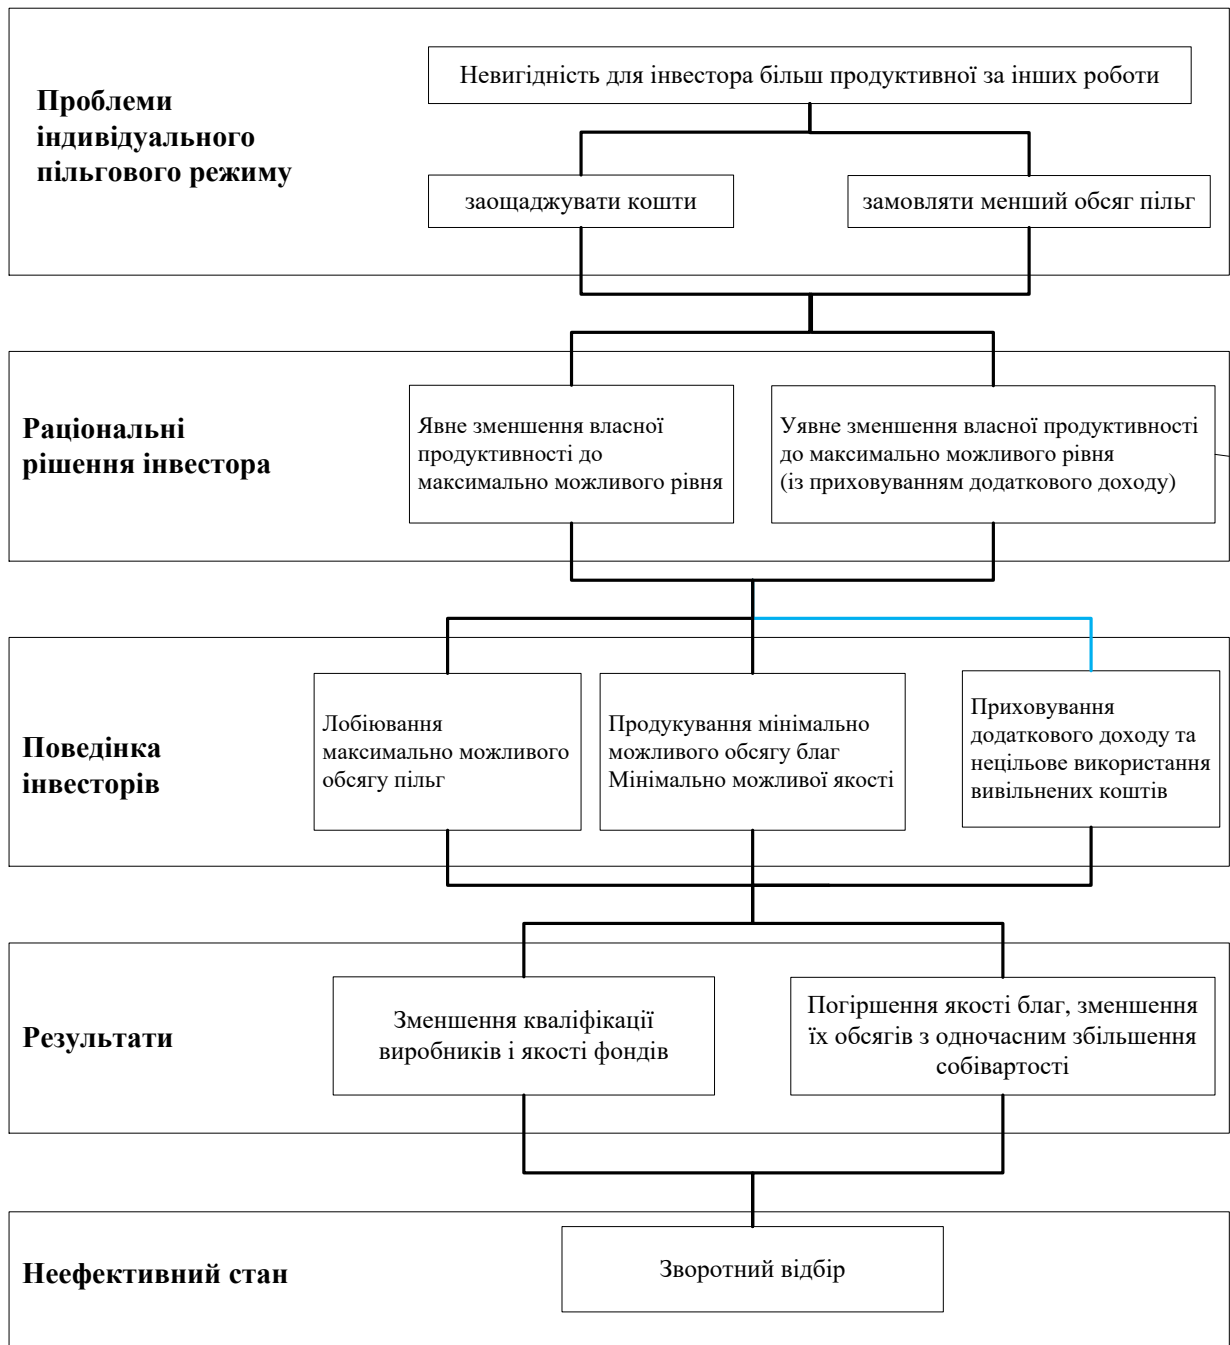 Проблеми
індивідуального
пільгового режиму
Невигідність для інвестора більш продуктивної за інших роботи
заощаджувати кошти
замовляти менший обсяг пільг
Раціональні
рішення інвестора
Явне зменшення власної
продуктивності до
максимально можливого рівня
Уявне зменшення власної продуктивності
до максимально можливого рівня
(із приховуванням додаткового доходу)
Поведінка
інвесторів
Лобіювання
максимально можливого
обсягу пільг
Продукування мінімально
можливого обсягу благ
Мінімально можливої якості
Приховування
додаткового доходу та
нецільове використання
вивільнених коштів
Результати
Зменшення кваліфікації
виробників і якості фондів
Погіршення якості благ, зменшення
їх обсягів з одночасним збільшення
собівартості
Неефективний стан
Зворотний відбір